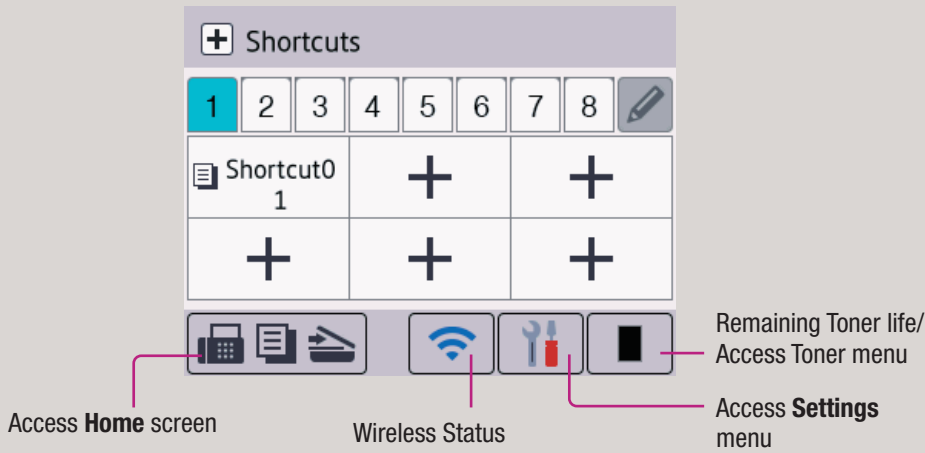 Shortcuts
1 2 3 4 5 6 7 8
Shortcut0
1
Remaining Toner life/
Access Toner menu
Access Home screen
Wireless Status
Access Settings
menu